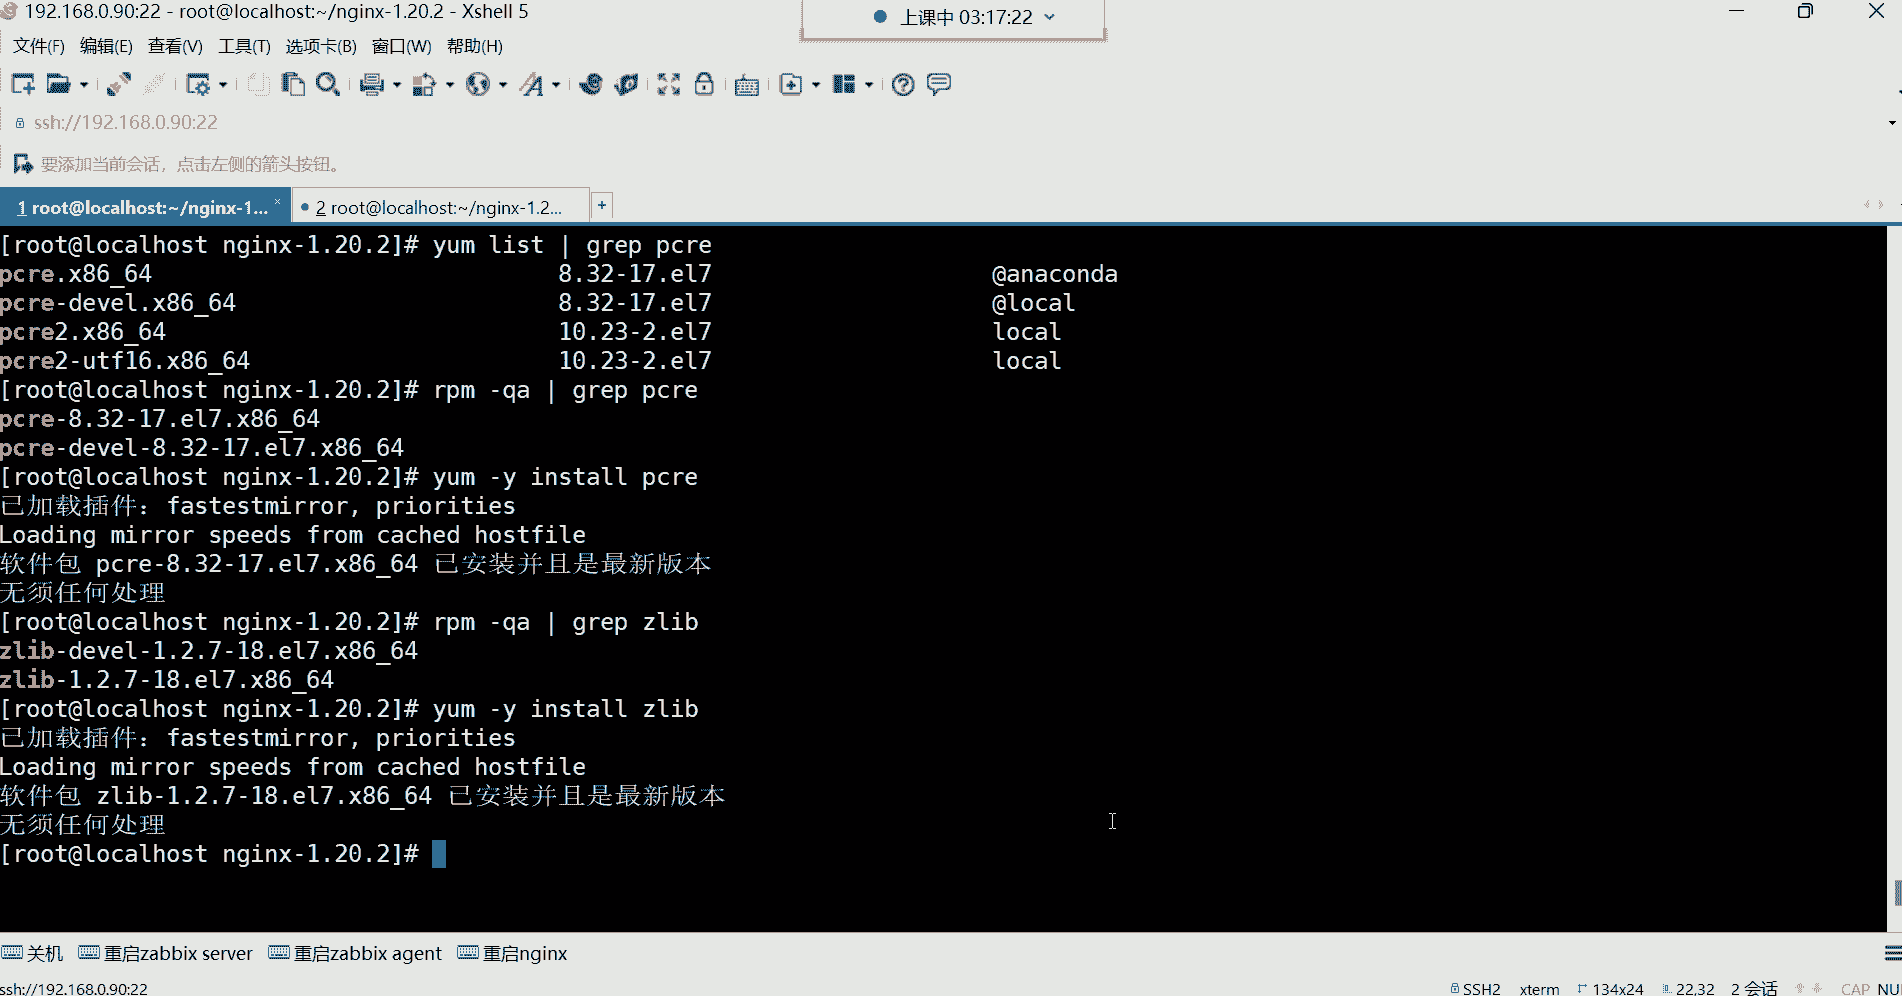 192.168.0.90:22 - root@localhost:~/nginx-1.20.2 - Xshell 5
上课中 03:17:22
文件(F) 编辑(E) 查看(V) 工具(T) 选项卡(B) 窗口(W) 帮助(H)
ssh://192.168.0.90:22
要添加当前会话，点击左侧的箭头按钮。
1 root@localhost:~/nginx-1... × 2 root@localhost:~/nginx-1.2... +
[root@localhost nginx-1.20.2]# yum list | grep pcre
pcre.x86_64 8.32-17.el7 @anaconda
pcre-devel.x86_64 8.32-17.el7 @local
pcre2.x86_64 10.23-2.el7 local
pcre2-utf16.x86_64 10.23-2.el7 local
[root@localhost nginx-1.20.2]# rpm -qa | grep pcre
pcre-8.32-17.el7.x86_64
pcre-devel-8.32-17.el7.x86_64
[root@localhost nginx-1.20.2]# yum -y install pcre
已加载插件：fastestmirror, priorities
Loading mirror speeds from cached hostfile
软件包 pcre-8.32-17.el7.x86_64 已安装并且是最新版本
无须任何处理
[root@localhost nginx-1.20.2]# rpm -qa | grep zlib
zlib-devel-1.2.7-18.el7.x86_64
zlib-1.2.7-18.el7.x86_64
[root@localhost nginx-1.20.2]# yum -y install zlib
已加载插件：fastestmirror, priorities
Loading mirror speeds from cached hostfile
软件包 zlib-1.2.7-18.el7.x86_64 已安装并且是最新版本
无须任何处理
[root@localhost nginx-1.20.2]#
关机 重启zabbix server 重启zabbix agent 重启nginx
ssh://192.168.0.90:22 SSH2 xterm 134x24 22,32 2 会话 CAP NU